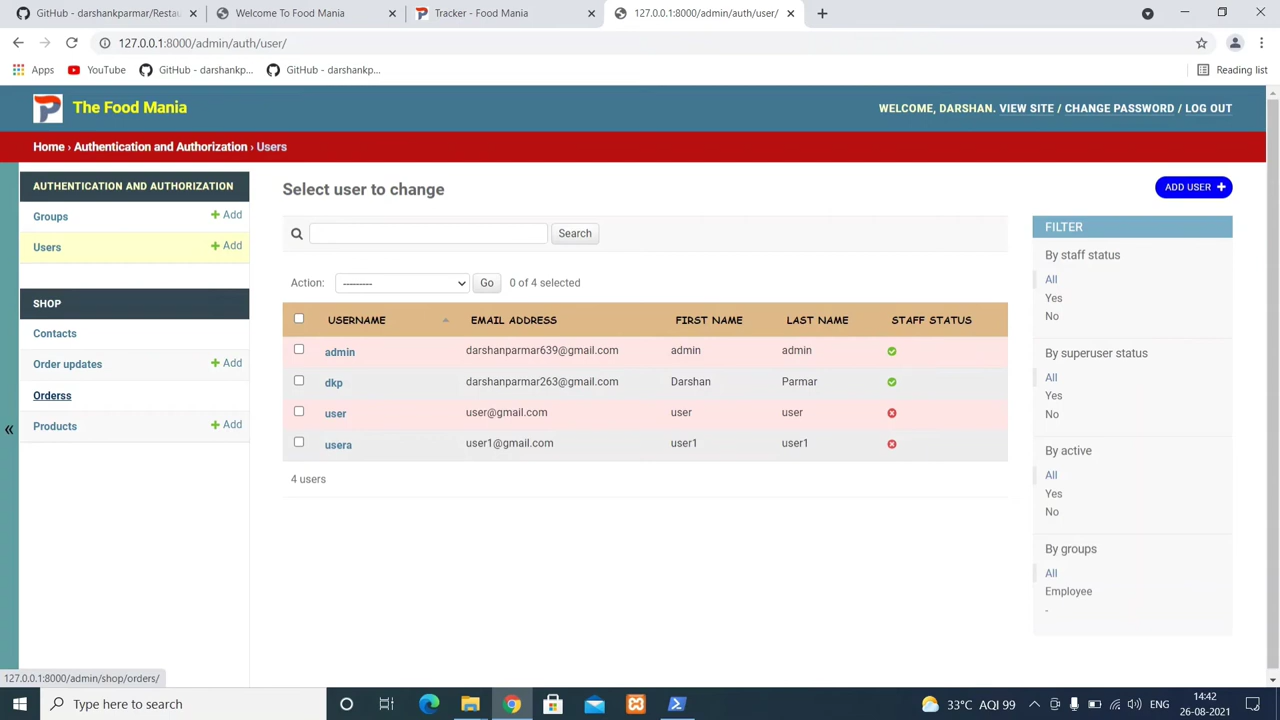 GitHub - darshankparmar/Restau
Welcome To Food Mania
Tracker - Food Mania
127.0.0.1:8000/admin/auth/user/
127.0.0.1:8000/admin/auth/user/
Apps
YouTube
GitHub - darshankp...
GitHub - darshankp...
Reading list
The Food Mania
WELCOME, DARSHAN. VIEW SITE / CHANGE PASSWORD / LOG OUT
Home › Authentication and Authorization › Users
AUTHENTICATION AND AUTHORIZATION
Groups + Add
Users + Add
SHOP
Contacts
Order updates + Add
Orderss
Products + Add
«
Select user to change
ADD USER +
Search
Action: --------- Go 0 of 4 selected
USERNAME EMAIL ADDRESS FIRST NAME LAST NAME STAFF STATUS
admin darshanparmar639@gmail.com admin admin
dkp darshanparmar263@gmail.com Darshan Parmar
user user@gmail.com user user
usera user1@gmail.com user1 user1
4 users
FILTER
By staff status
All
Yes
No
By superuser status
All
Yes
No
By active
All
Yes
No
By groups
All
Employee
-
127.0.0.1:8000/admin/shop/orders/
Type here to search
33°C AQI 99
ENG
14:42
26-08-2021